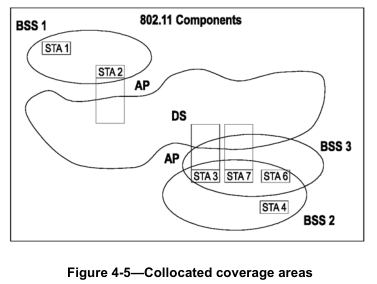 802.11 Components
BSS 1
STA 1
STA 2
AP
DS
AP
BSS 3
STA 3
STA 7
STA 6
STA 4
BSS 2
Figure 4-5—Collocated coverage areas